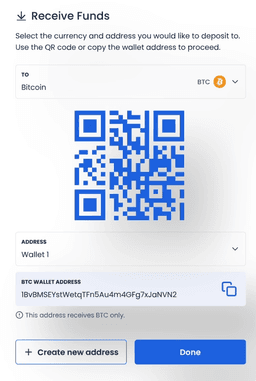 Receive Funds
Select the currency and address you would like to deposit to.
Use the QR code or copy the wallet address to proceed.
TO
Bitcoin
BTC
ADDRESS
Wallet 1
BTC WALLET ADDRESS
1BvBMSEYstWetqTFn5Au4m4GFg7xJaNVN2
This address receives BTC only.
+ Create new address
Done